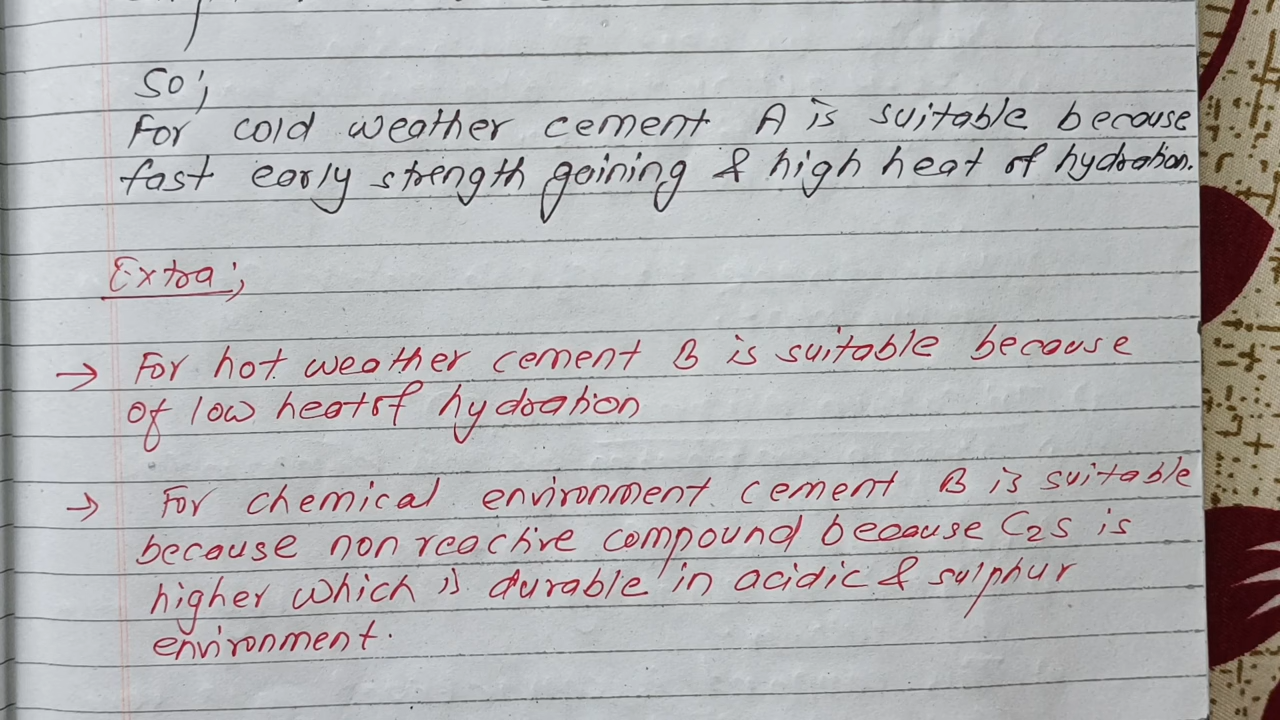 So;
For cold weather cement A is suitable because
fast early strength gaining & high heat of hydration.
Extra;
→ For hot weather cement B is suitable because
of low heat of hydration
→ For chemical environment cement B is suitable
because non reactive compound because C2S is
higher which is durable in acidic & sulphur
environment.